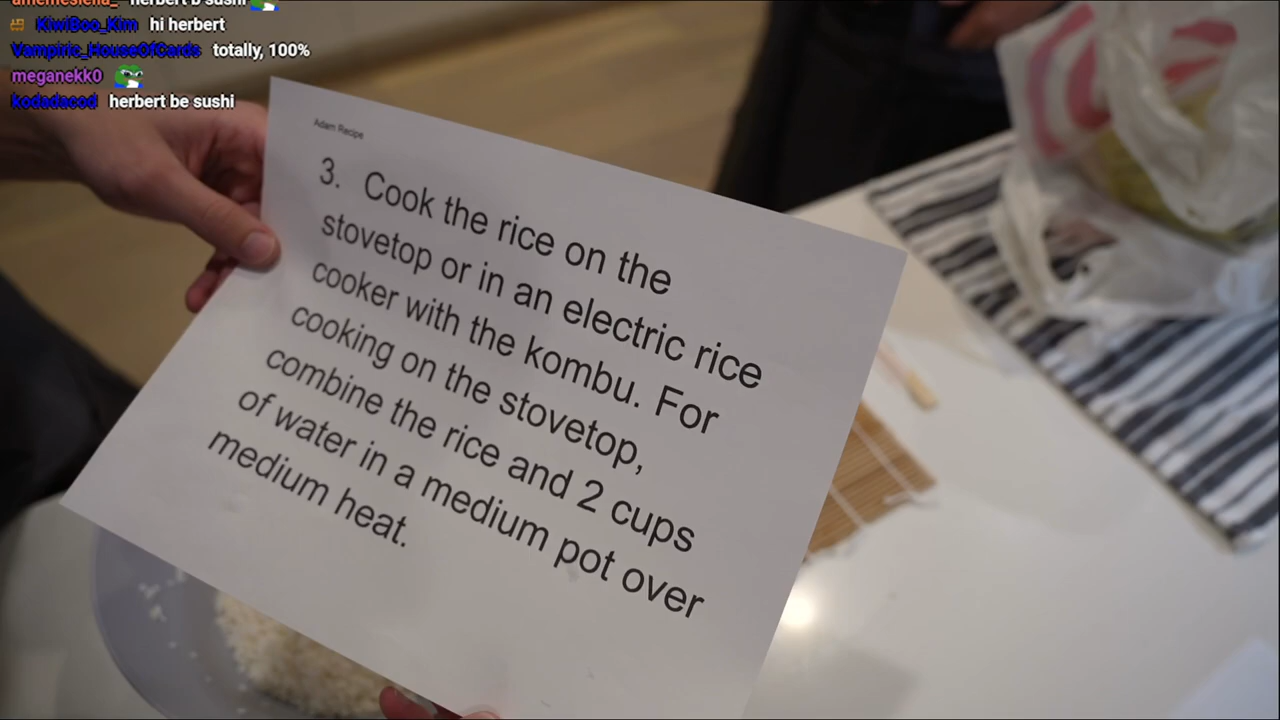 herbert b sushi
KiwiBoo_Kim hi herbert
Vampiric_HouseOfCards totally, 100%
meganekk0
kodadacod herbert be sushi
Adam Recipe
3. Cook the rice on the
stovetop or in an electric rice
cooker with the kombu. For
cooking on the stovetop,
combine the rice and 2 cups
of water in a medium pot over
medium heat.